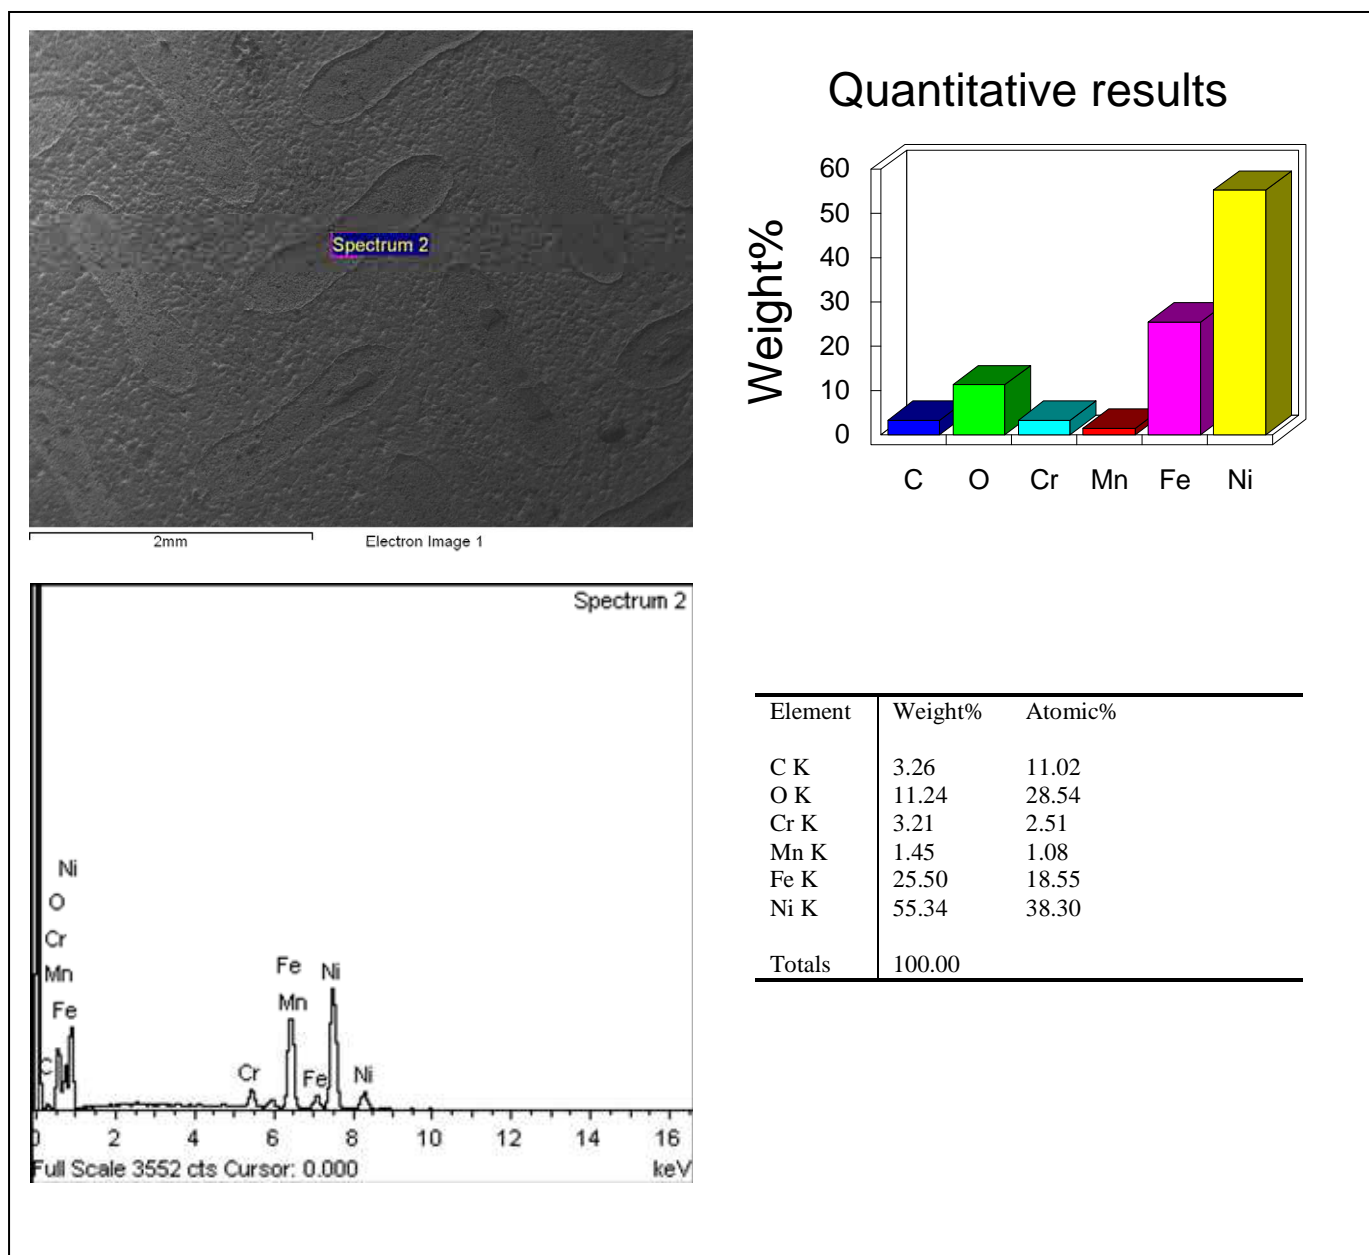 Spectrum 2
2mm
Electron Image 1
Quantitative results
Weight%
60
50
40
30
20
10
0
C O Cr Mn Fe Ni
Spectrum 2
Ni
O
Cr
Mn
Fe
C
Cr
Fe
Mn
Fe
Ni
Ni
0 2 4 6 8 10 12 14 16
Full Scale 3552 cts Cursor: 0.000 keV
Element Weight% Atomic%
C K 3.26 11.02
O K 11.24 28.54
Cr K 3.21 2.51
Mn K 1.45 1.08
Fe K 25.50 18.55
Ni K 55.34 38.30
Totals 100.00